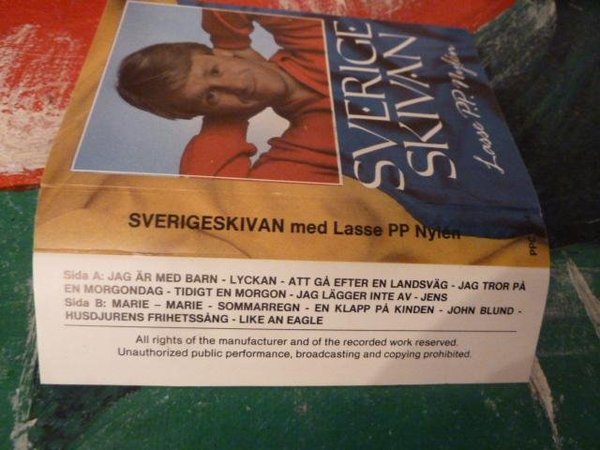 SVERIGE
SKIVAN
Lasse P.P. Nylén
SVERIGESKIVAN med Lasse PP Nylén
Sida A: JAG ÄR MED BARN - LYCKAN - ATT GÅ EFTER EN LANDSVÄG - JAG TROR PÅ
EN MORGONDAG - TIDIGT EN MORGON - JAG LÄGGER INTE AV - JENS
Sida B: MARIE – MARIE - SOMMARREGN - EN KLAPP PÅ KINDEN - JOHN BLUND -
HUSDJURENS FRIHETSSÅNG - LIKE AN EAGLE
All rights of the manufacturer and of the recorded work reserved.
Unauthorized public performance, broadcasting and copying prohibited.